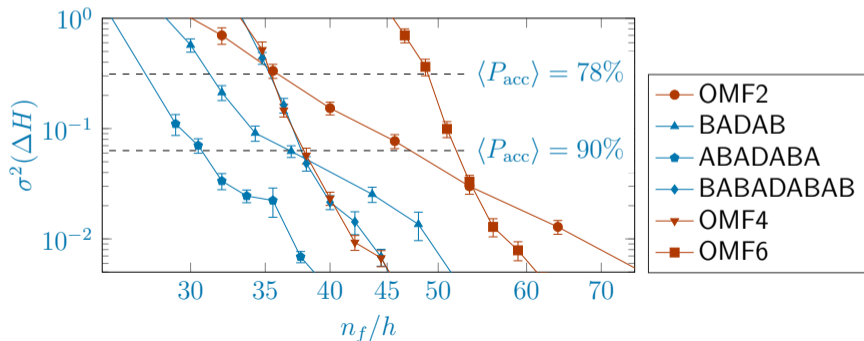 10^0
10^{-1}
10^{-2}
σ²(ΔH)
⟨P_acc⟩ = 78%
⟨P_acc⟩ = 90%
30 35 40 45 50 60 70
n_f/h
OMF2
BADAB
ABADABA
BABADABAB
OMF4
OMF6